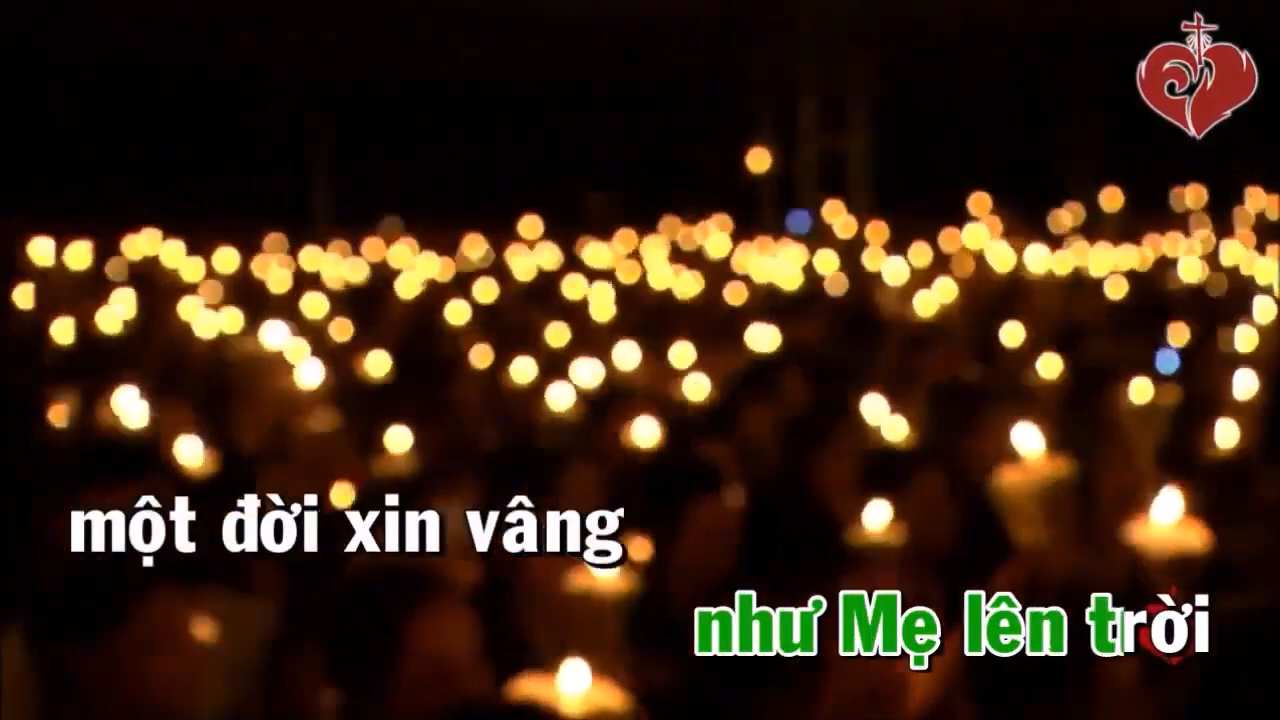 một đời xin vâng
như Mẹ lên trời